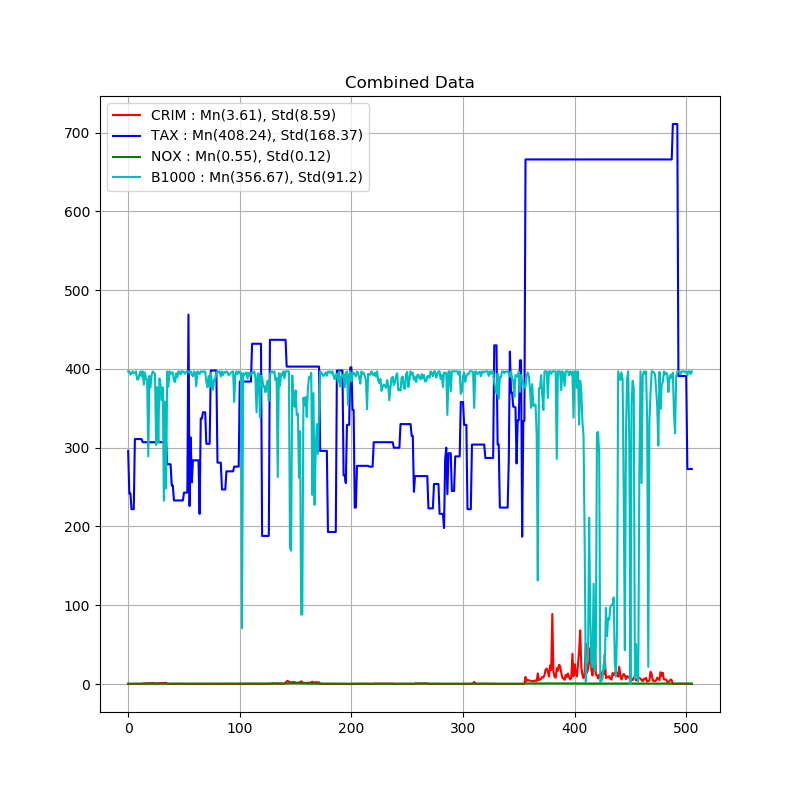 Combined Data
CRIM : Mn(3.61), Std(8.59)
TAX : Mn(408.24), Std(168.37)
NOX : Mn(0.55), Std(0.12)
B1000 : Mn(356.67), Std(91.2)
700
600
500
400
300
200
100
0
0 100 200 300 400 500